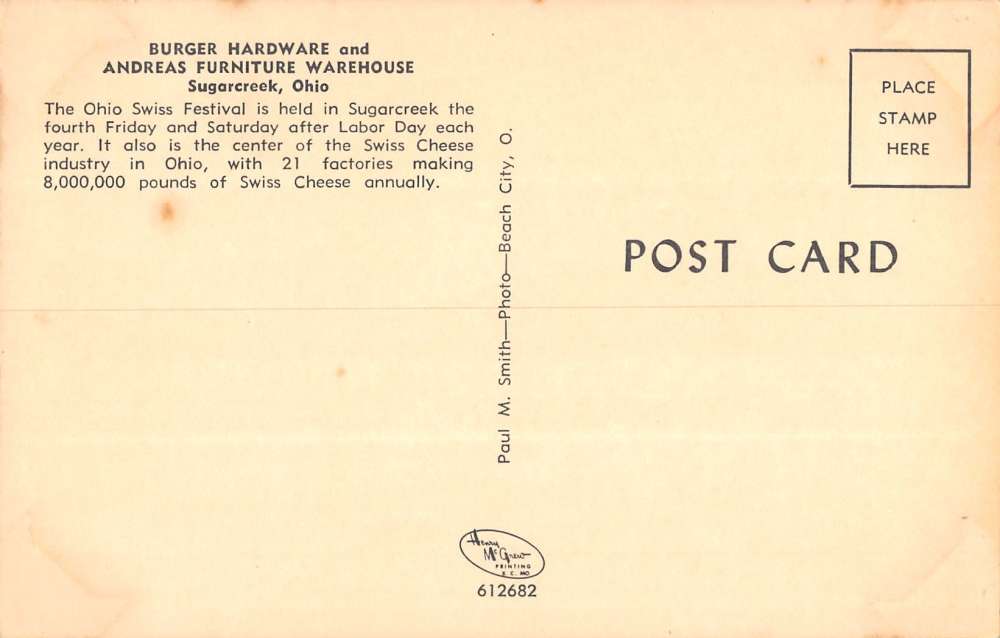 BURGER HARDWARE and
ANDREAS FURNITURE WAREHOUSE
Sugarcreek, Ohio
The Ohio Swiss Festival is held in Sugarcreek the
fourth Friday and Saturday after Labor Day each
year. It also is the center of the Swiss Cheese
industry in Ohio, with 21 factories making
8,000,000 pounds of Swiss Cheese annually.
Paul M. Smith—Photo—Beach City, O.
PLACE
STAMP
HERE
POST CARD
Henry
McGrew
PRINTING
K. C. MO
612682